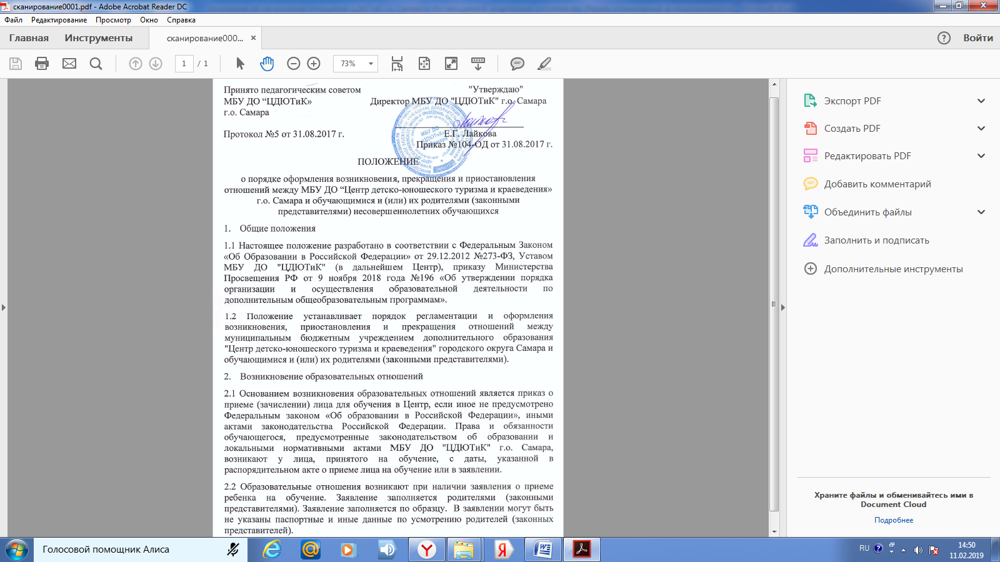 сканирование0001.pdf - Adobe Acrobat Reader DC
Файл Редактирование Просмотр Окно Справка
Главная Инструменты сканирование000... × Войти
1 / 1 73%
Принято педагогическим советом "Утверждаю"
МБУ ДО “ЦДЮТиК» Директор МБУ ДО "ЦДЮТиК" г.о. Самара
г.о. Самара
Протокол №5 от 31.08.2017 г. Е.Г. Лайкова
Приказ №104-ОД от 31.08.2017 г.
МБУ ДО
«ЦДЮТиК»
Самара
ПОЛОЖЕНИЕ
о порядке оформления возникновения, прекращения и приостановления
отношений между МБУ ДО “Центр детско-юношеского туризма и краеведения»
г.о. Самара и обучающимися и (или) их родителями (законными
представителями) несовершеннолетних обучающихся
1. Общие положения
1.1 Настоящее положение разработано в соответствии с Федеральным Законом
«Об Образовании в Российской Федерации» от 29.12.2012 №273-ФЗ, Уставом
МБУ ДО "ЦДЮТиК" (в дальнейшем Центр), приказу Министерства
Просвещения РФ от 9 ноября 2018 года №196 «Об утверждении порядка
организации и осуществления образовательной деятельности по
дополнительным общеобразовательным программам».
1.2 Положение устанавливает порядок регламентации и оформления
возникновения, приостановления и прекращения отношений между
муниципальным бюджетным учреждением дополнительного образования
"Центр детско-юношеского туризма и краеведения" городского округа Самара и
обучающимися и (или) их родителями (законными представителями).
2. Возникновение образовательных отношений
2.1 Основанием возникновения образовательных отношений является приказ о
приеме (зачислении) лица для обучения в Центр, если иное не предусмотрено
Федеральным законом «Об образовании в Российской Федерации», иными
актами законодательства Российской Федерации. Права и обязанности
обучающегося, предусмотренные законодательством об образовании и
локальными нормативными актами МБУ ДО "ЦДЮТиК" г.о. Самара,
возникают у лица, принятого на обучение, с даты, указанной в
распорядительном акте о приеме лица на обучение или в заявлении.
2.2 Образовательные отношения возникают при наличии заявления о приеме
ребенка на обучение. Заявление заполняется родителями (законными
представителями). Заявление заполняется по образцу. В заявлении могут быть
не указаны паспортные и иные данные по усмотрению родителей (законных
представителей).
Экспорт PDF
Создать PDF
Редактировать PDF
Добавить комментарий
Объединить файлы
Заполнить и подписать
Дополнительные инструменты
Храните файлы и обменивайтесь ими в
Document Cloud
Подробнее
Голосовой помощник Алиса
RU 14:50
11.02.2019